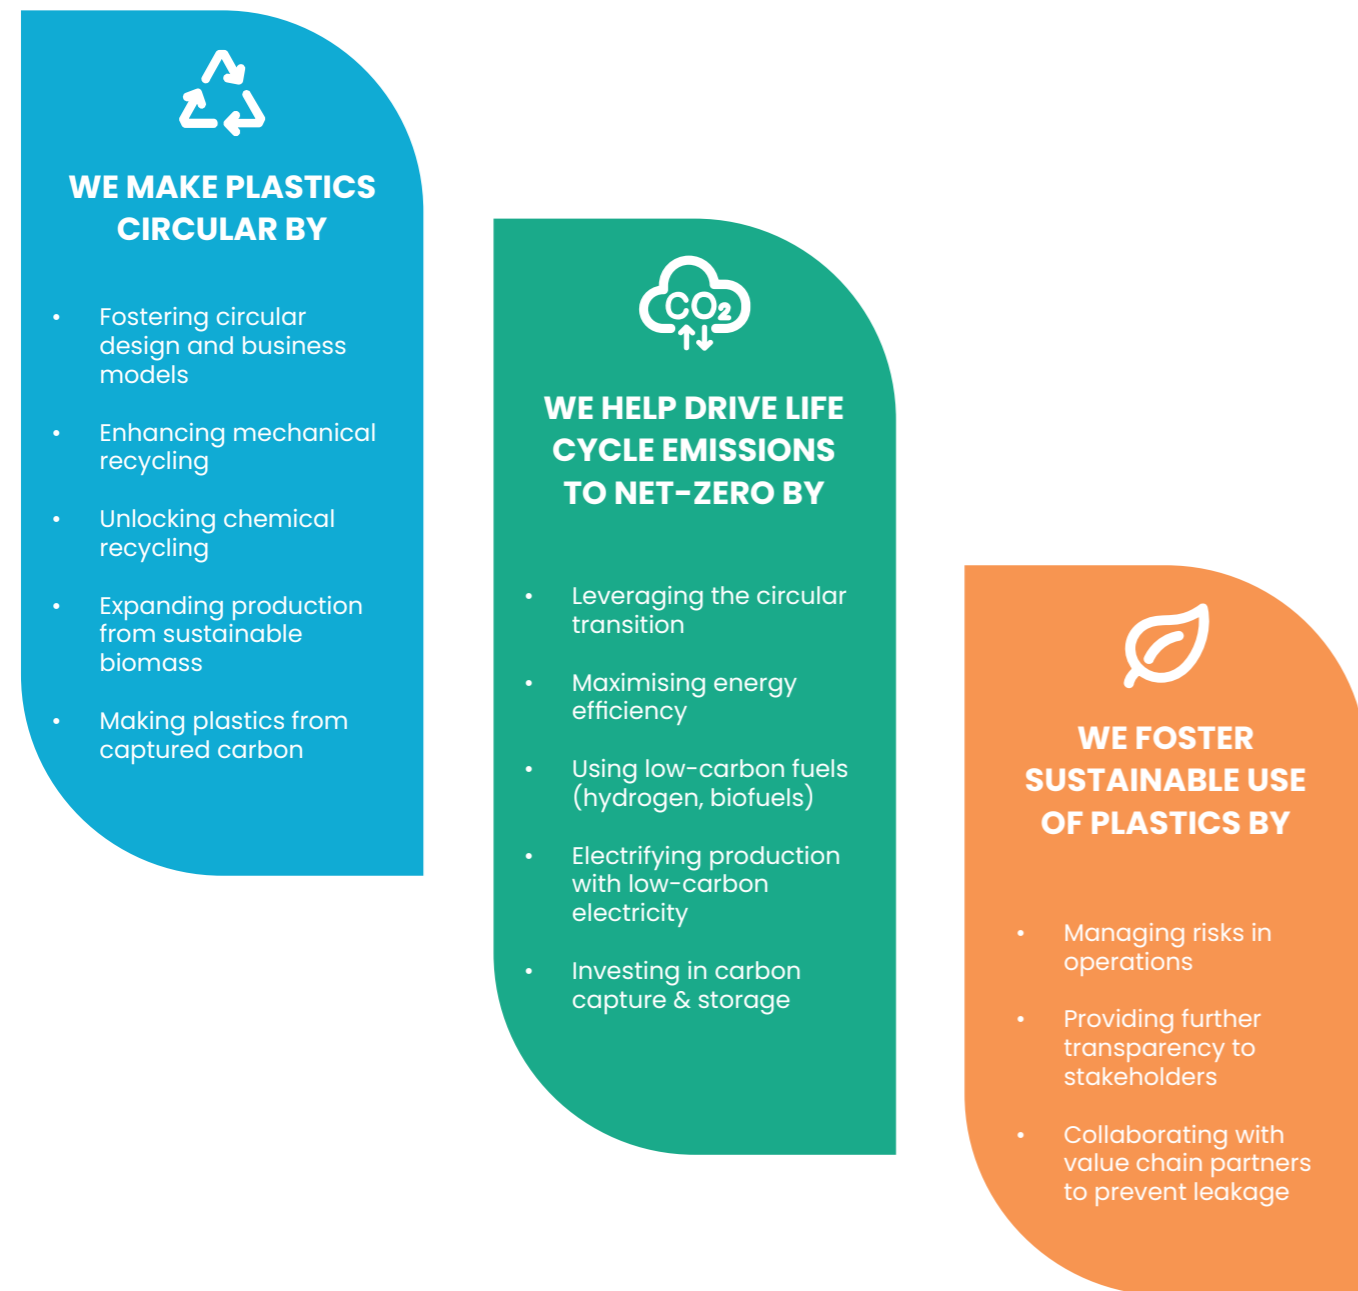 WE MAKE PLASTICS
CIRCULAR BY
• Fostering circular
design and business
models
• Enhancing mechanical
recycling
• Unlocking chemical
recycling
• Expanding production
from sustainable
biomass
• Making plastics from
captured carbon
CO₂
WE HELP DRIVE LIFE
CYCLE EMISSIONS
TO NET-ZERO BY
• Leveraging the circular
transition
• Maximising energy
efficiency
• Using low-carbon fuels
(hydrogen, biofuels)
• Electrifying production
with low-carbon
electricity
• Investing in carbon
capture & storage
WE FOSTER
SUSTAINABLE USE
OF PLASTICS BY
• Managing risks in
operations
• Providing further
transparency to
stakeholders
• Collaborating with
value chain partners
to prevent leakage